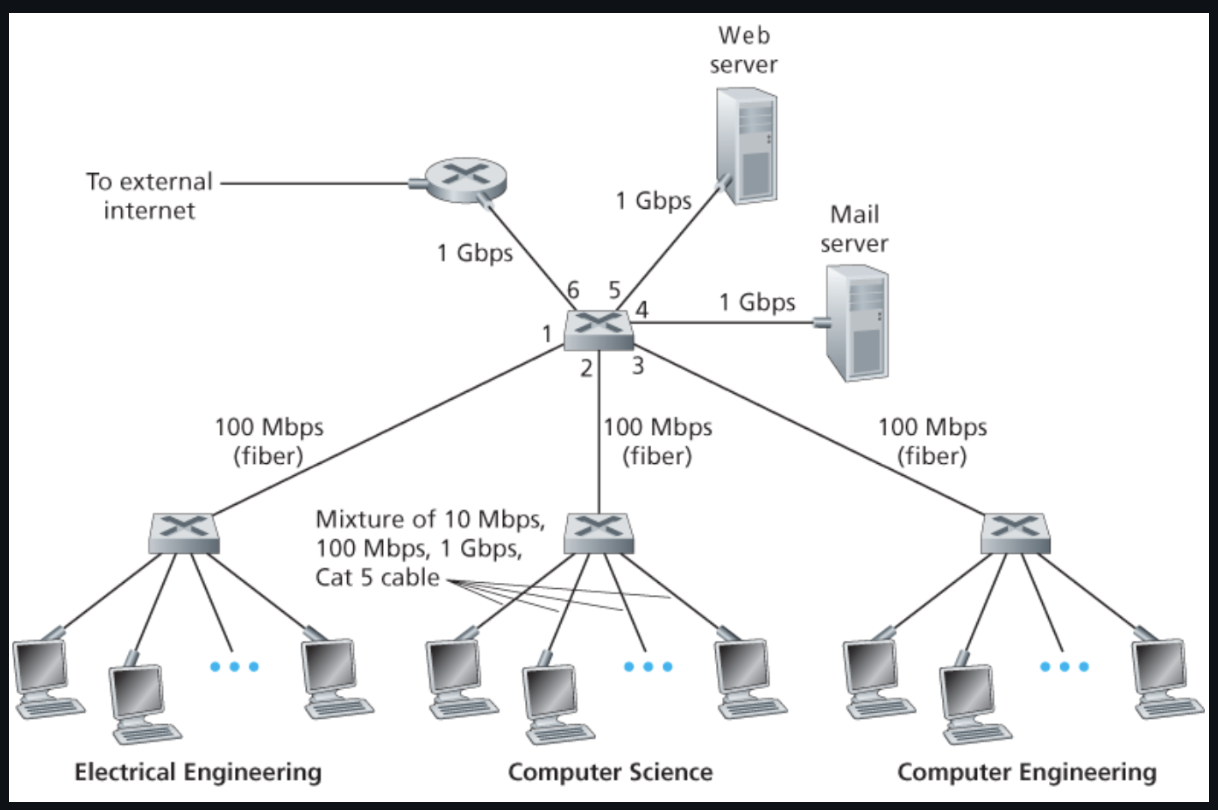 Web
server
To external
internet
1 Gbps
Mail
server
1 Gbps
6
5
4
1 Gbps
1
2
3
100 Mbps
(fiber)
100 Mbps
(fiber)
100 Mbps
(fiber)
Mixture of 10 Mbps,
100 Mbps, 1 Gbps,
Cat 5 cable
Electrical Engineering
Computer Science
Computer Engineering